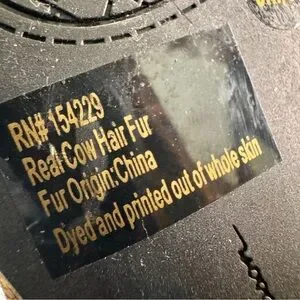 RN# 154229
Real Cow Hair Fur
Fur Origin:China
Dyed and printed out of whole skin